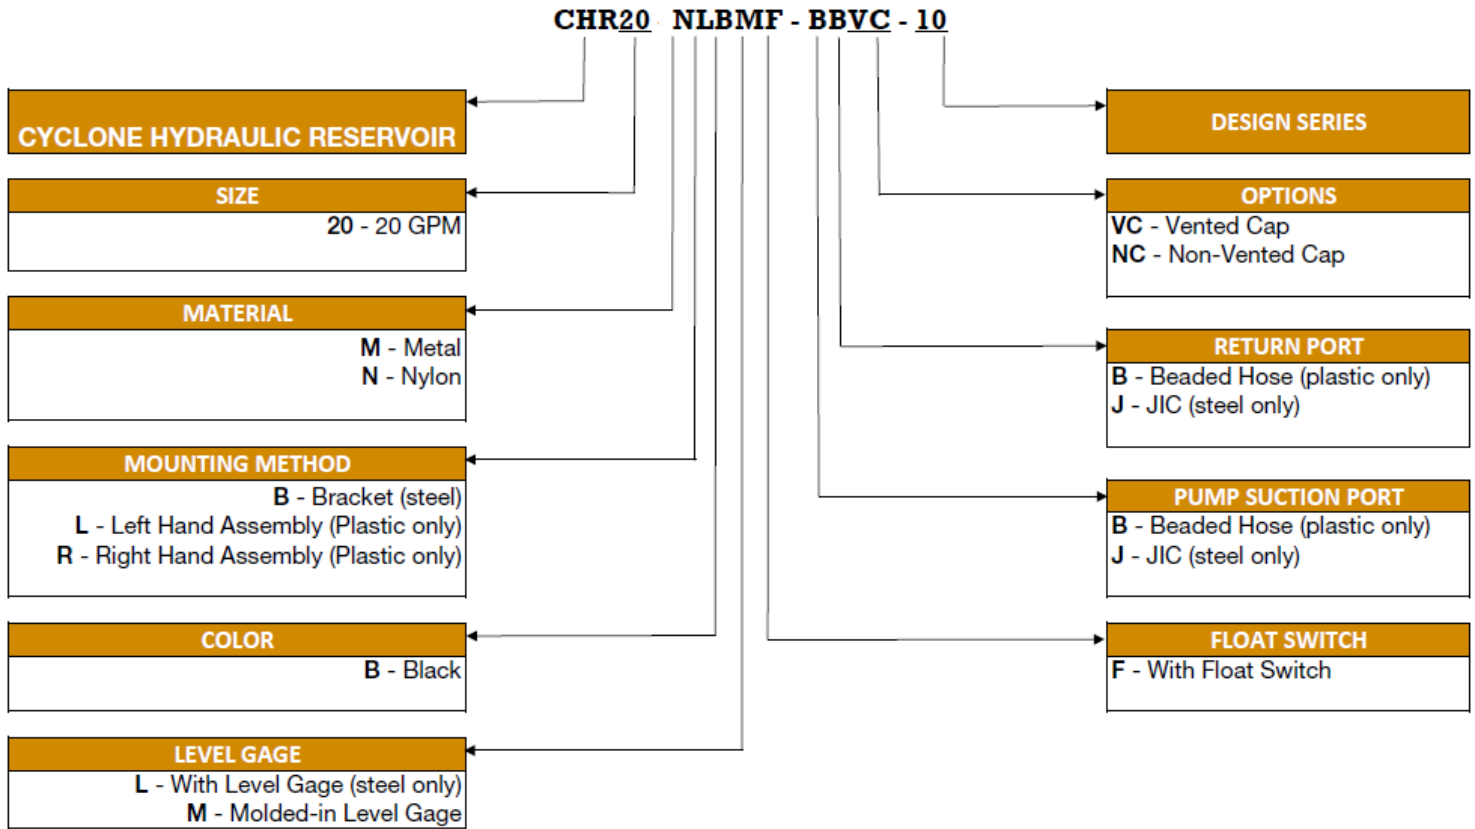 CHR20 NLBMF - BBVC - 10
CYCLONE HYDRAULIC RESERVOIR
SIZE
20 - 20 GPM
MATERIAL
M - Metal
N - Nylon
MOUNTING METHOD
B - Bracket (steel)
L - Left Hand Assembly (Plastic only)
R - Right Hand Assembly (Plastic only)
COLOR
B - Black
LEVEL GAGE
L - With Level Gage (steel only)
M - Molded-in Level Gage
DESIGN SERIES
OPTIONS
VC - Vented Cap
NC - Non-Vented Cap
RETURN PORT
B - Beaded Hose (plastic only)
J - JIC (steel only)
PUMP SUCTION PORT
B - Beaded Hose (plastic only)
J - JIC (steel only)
FLOAT SWITCH
F - With Float Switch